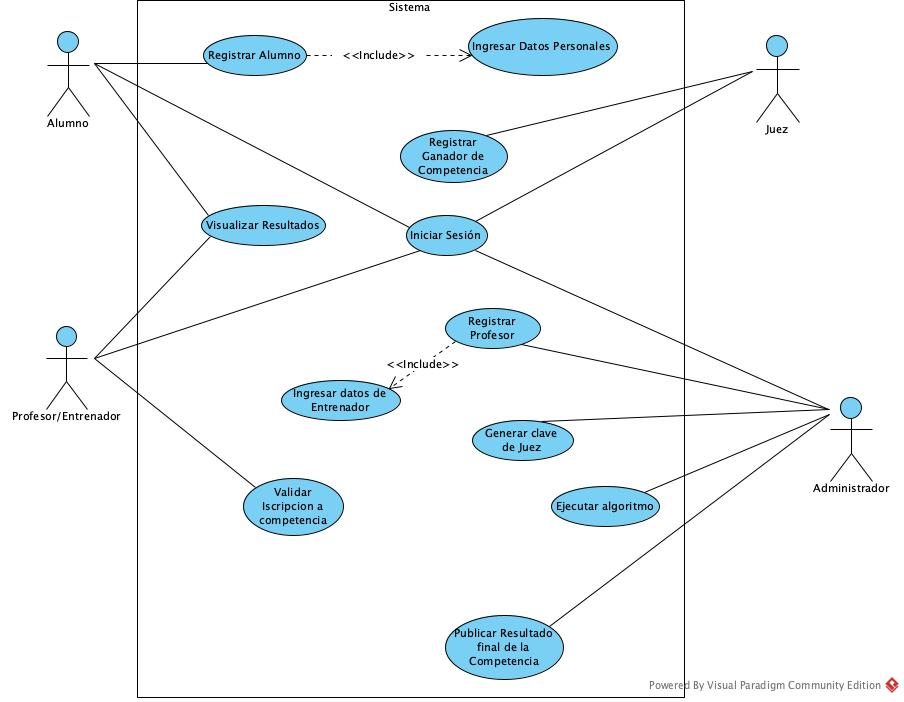 Sistema
Registrar Alumno
<<Include>>
Ingresar Datos Personales
Alumno
Juez
Registrar
Ganador de
Competencia
Visualizar Resultados
Iniciar Sesión
Registrar
Profesor
<<Include>>
Ingresar datos de
Entrenador
Profesor/Entrenador
Generar clave
de Juez
Administrador
Validar
Iscripcion a
competencia
Ejecutar algoritmo
Publicar Resultado
final de la
Competencia
Powered By Visual Paradigm Community Edition